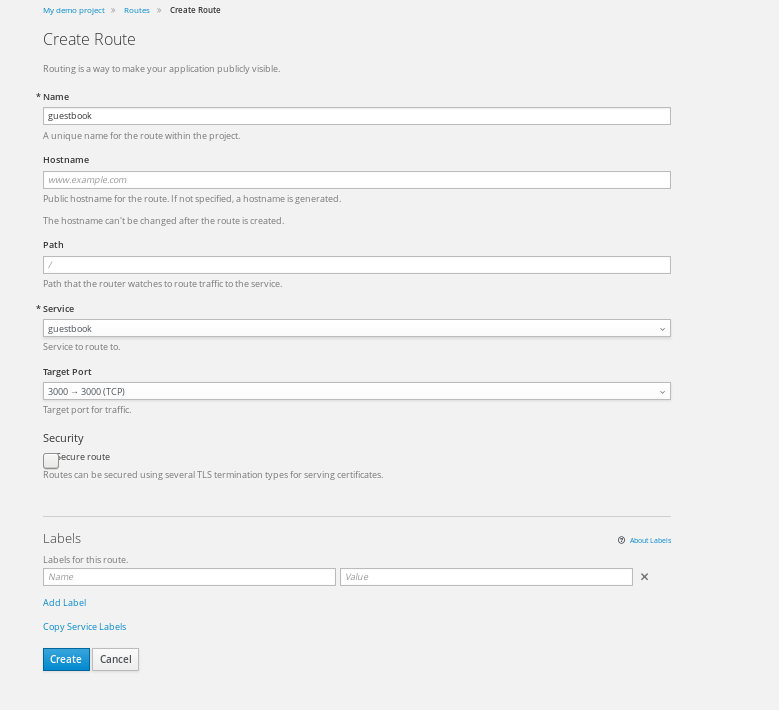 My demo project » Routes » Create Route
Create Route
Routing is a way to make your application publicly visible.
* Name
guestbook
A unique name for the route within the project.
Hostname
www.example.com
Public hostname for the route. If not specified, a hostname is generated.
The hostname can't be changed after the route is created.
Path
/
Path that the router watches to route traffic to the service.
* Service
guestbook
Service to route to.
Target Port
3000 → 3000 (TCP)
Target port for traffic.
Security
Secure route
Routes can be secured using several TLS termination types for serving certificates.
Labels
About Labels
Labels for this route.
Name Value ×
Add Label
Copy Service Labels
Create Cancel